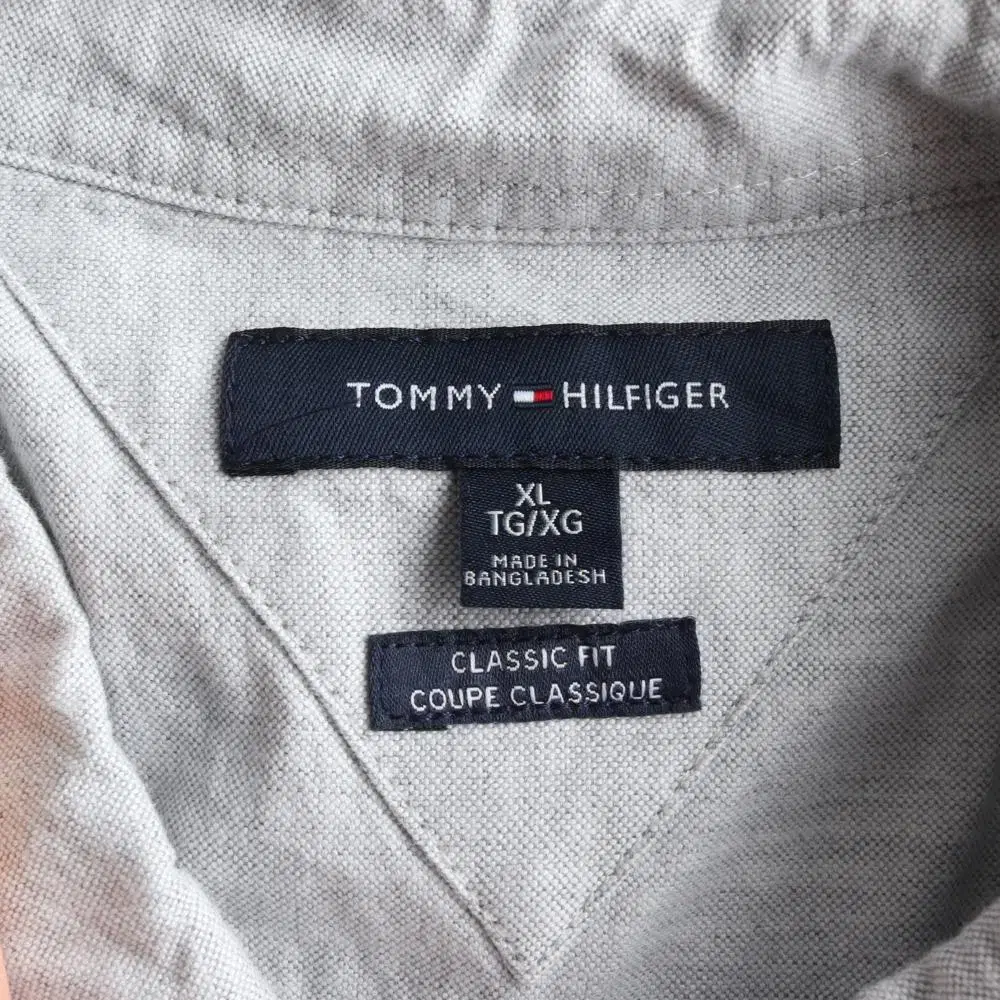 TOMMY HILFIGER
XL
TG/XG
MADE IN
BANGLADESH
CLASSIC FIT
COUPE CLASSIQUE